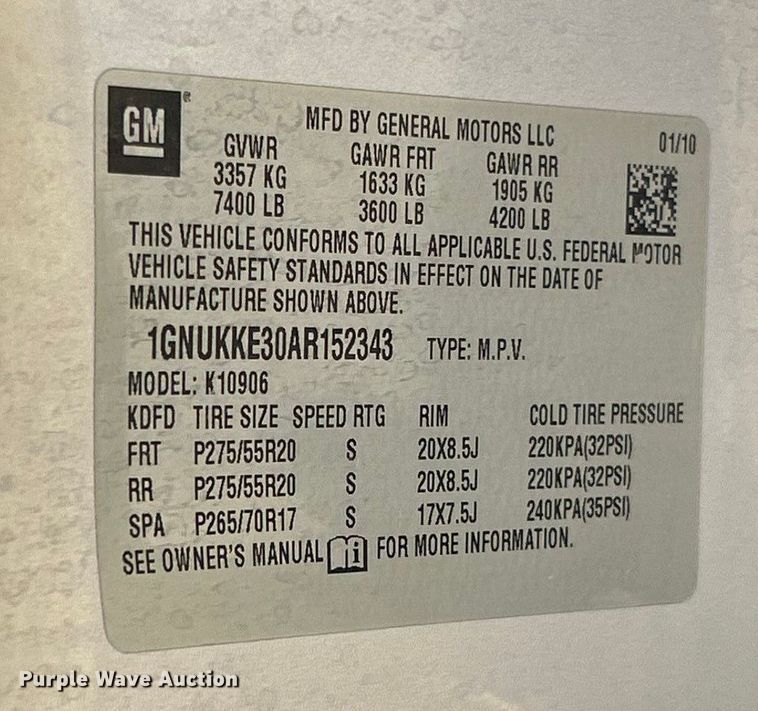 GM ®
MFD BY GENERAL MOTORS LLC 01/10
GVWR GAWR FRT GAWR RR
3357 KG 1633 KG 1905 KG
7400 LB 3600 LB 4200 LB
THIS VEHICLE CONFORMS TO ALL APPLICABLE U.S. FEDERAL MOTOR
VEHICLE SAFETY STANDARDS IN EFFECT ON THE DATE OF
MANUFACTURE SHOWN ABOVE.
1GNUKKE30AR152343 TYPE: M.P.V.
MODEL: K10906
KDFD TIRE SIZE SPEED RTG RIM COLD TIRE PRESSURE
FRT P275/55R20 S 20X8.5J 220KPA(32PSI)
RR P275/55R20 S 20X8.5J 220KPA(32PSI)
SPA P265/70R17 S 17X7.5J 240KPA(35PSI)
SEE OWNER'S MANUAL i FOR MORE INFORMATION.
Purple Wave Auction